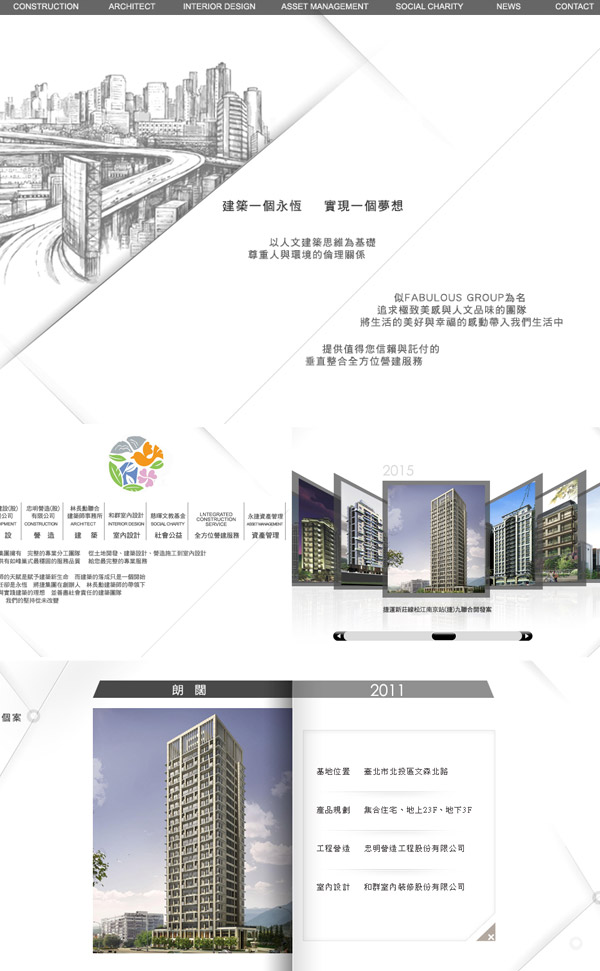 CONSTRUCTION ARCHITECT INTERIOR DESIGN ASSET MANAGEMENT SOCIAL CHARITY NEWS CONTACT
建築一個永恆 實現一個夢想
以人文建築思維為基礎
尊重人與環境的倫理關係
似FABULOUS GROUP為名
追求極致美感與人文品味的團隊
將生活的美好與幸福的感動帶入我們生活中
提供值得您信賴與託付的
垂直整合全方位營建服務
建設(股) 忠明營造(股) 林長勳聯合 和群室內設計 慈暉文教基金 LNTEGRATED 永捷資產管理
限公司 有限公司 建築師事務所 INTERIOR DESIGN SOCIAL CHARITY CONSTRUCTION ASSET MANAGEMENT
OPMENT CONSTRUCTION ARCHITECT SERVICE
設 營 造 建 築 室內設計 社會公益 全方位營建服務 資產管理
集團擁有 完整的專業分工團隊 從土地開發、建築設計、營造施工到室內設計
供有如峰巢式最穩固的服務品質 給您最完整的專業服務
師的天賦是賦予建築新生命 而建築的落成只是一個開始
任卻是永恆 將捷集團在創辦人 林長勳建築師的帶領下
與實踐建築的理想 並善盡社會責任的建築團隊
我們的堅持從未改變
2015
捷運新莊線松江南京站(捷)九聯合開發案
個案
朗 闊 2011
基地位置 臺北市北投區文森北路
產品規劃 集合住宅、地上23F、地下3F
工程營造 忠明營造工程股份有限公司
室內設計 和群室內裝修股份有限公司